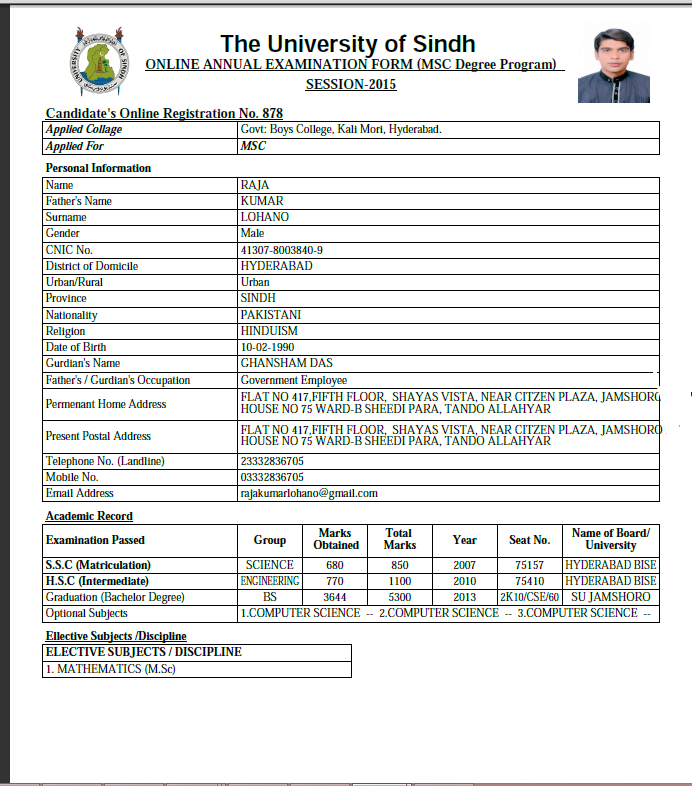 The University of Sindh
ONLINE ANNUAL EXAMINATION FORM (MSC Degree Program)
SESSION-2015
UNIVERSITY OF SINDH
Candidate's Online Registration No. 878
Applied Collage Govt: Boys College, Kali Mori, Hyderabad.
Applied For MSC
Personal Information
Name RAJA
Father's Name KUMAR
Surname LOHANO
Gender Male
CNIC No. 41307-8003840-9
District of Domicile HYDERABAD
Urban/Rural Urban
Province SINDH
Nationality PAKISTANI
Religion HINDUISM
Date of Birth 10-02-1990
Gurdian's Name GHANSHAM DAS
Father's / Gurdian's Occupation Government Employee
Permenant Home Address FLAT NO 417,FIFTH FLOOR, SHAYAS VISTA, NEAR CITZEN PLAZA, JAMSHORO
HOUSE NO 75 WARD-B SHEEDI PARA, TANDO ALLAHYAR
Present Postal Address FLAT NO 417,FIFTH FLOOR, SHAYAS VISTA, NEAR CITZEN PLAZA, JAMSHORO
HOUSE NO 75 WARD-B SHEEDI PARA, TANDO ALLAHYAR
Telephone No. (Landline) 23332836705
Mobile No. 03332836705
Email Address rajakumarlohano@gmail.com
Academic Record
Examination Passed Group Marks Obtained Total Marks Year Seat No. Name of Board/ University
S.S.C (Matriculation) SCIENCE 680 850 2007 75157 HYDERABAD BISE
H.S.C (Intermediate) ENGINEERING 770 1100 2010 75410 HYDERABAD BISE
Graduation (Bachelor Degree) BS 3644 5300 2013 2K10/CSE/60 SU JAMSHORO
Optional Subjects 1.COMPUTER SCIENCE -- 2.COMPUTER SCIENCE -- 3.COMPUTER SCIENCE --
Ellective Subjects /Discipline
ELECTIVE SUBJECTS / DISCIPLINE
1. MATHEMATICS (M.Sc)